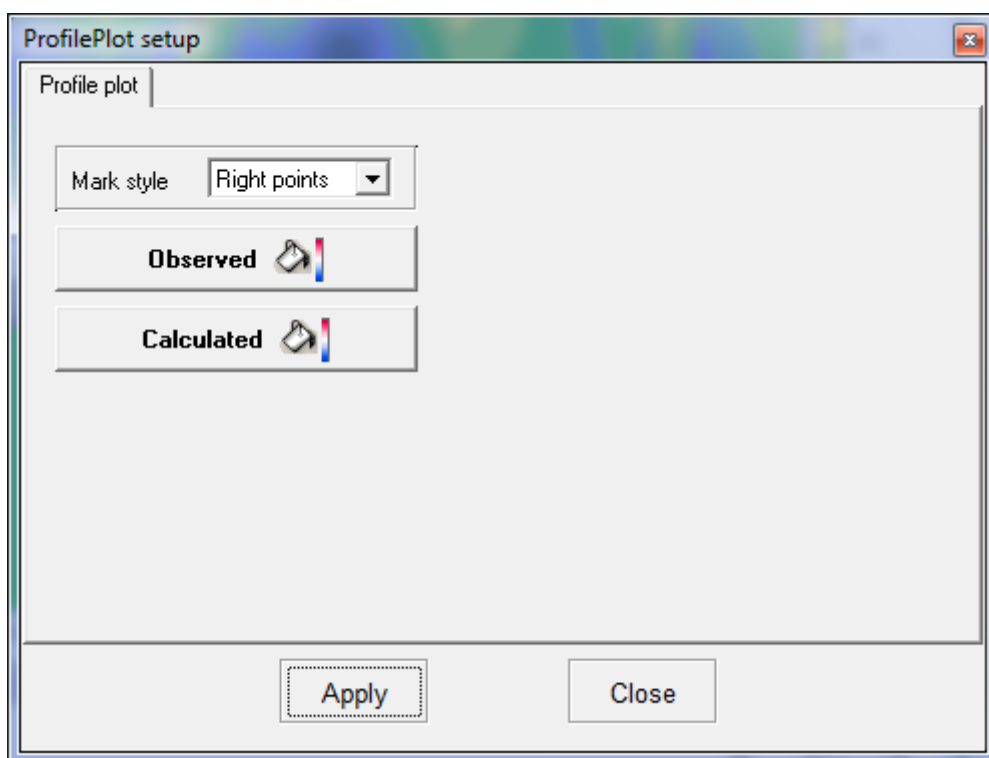 ProfilePlot setup
Profile plot
Mark style Right points
Observed
Calculated
Apply Close